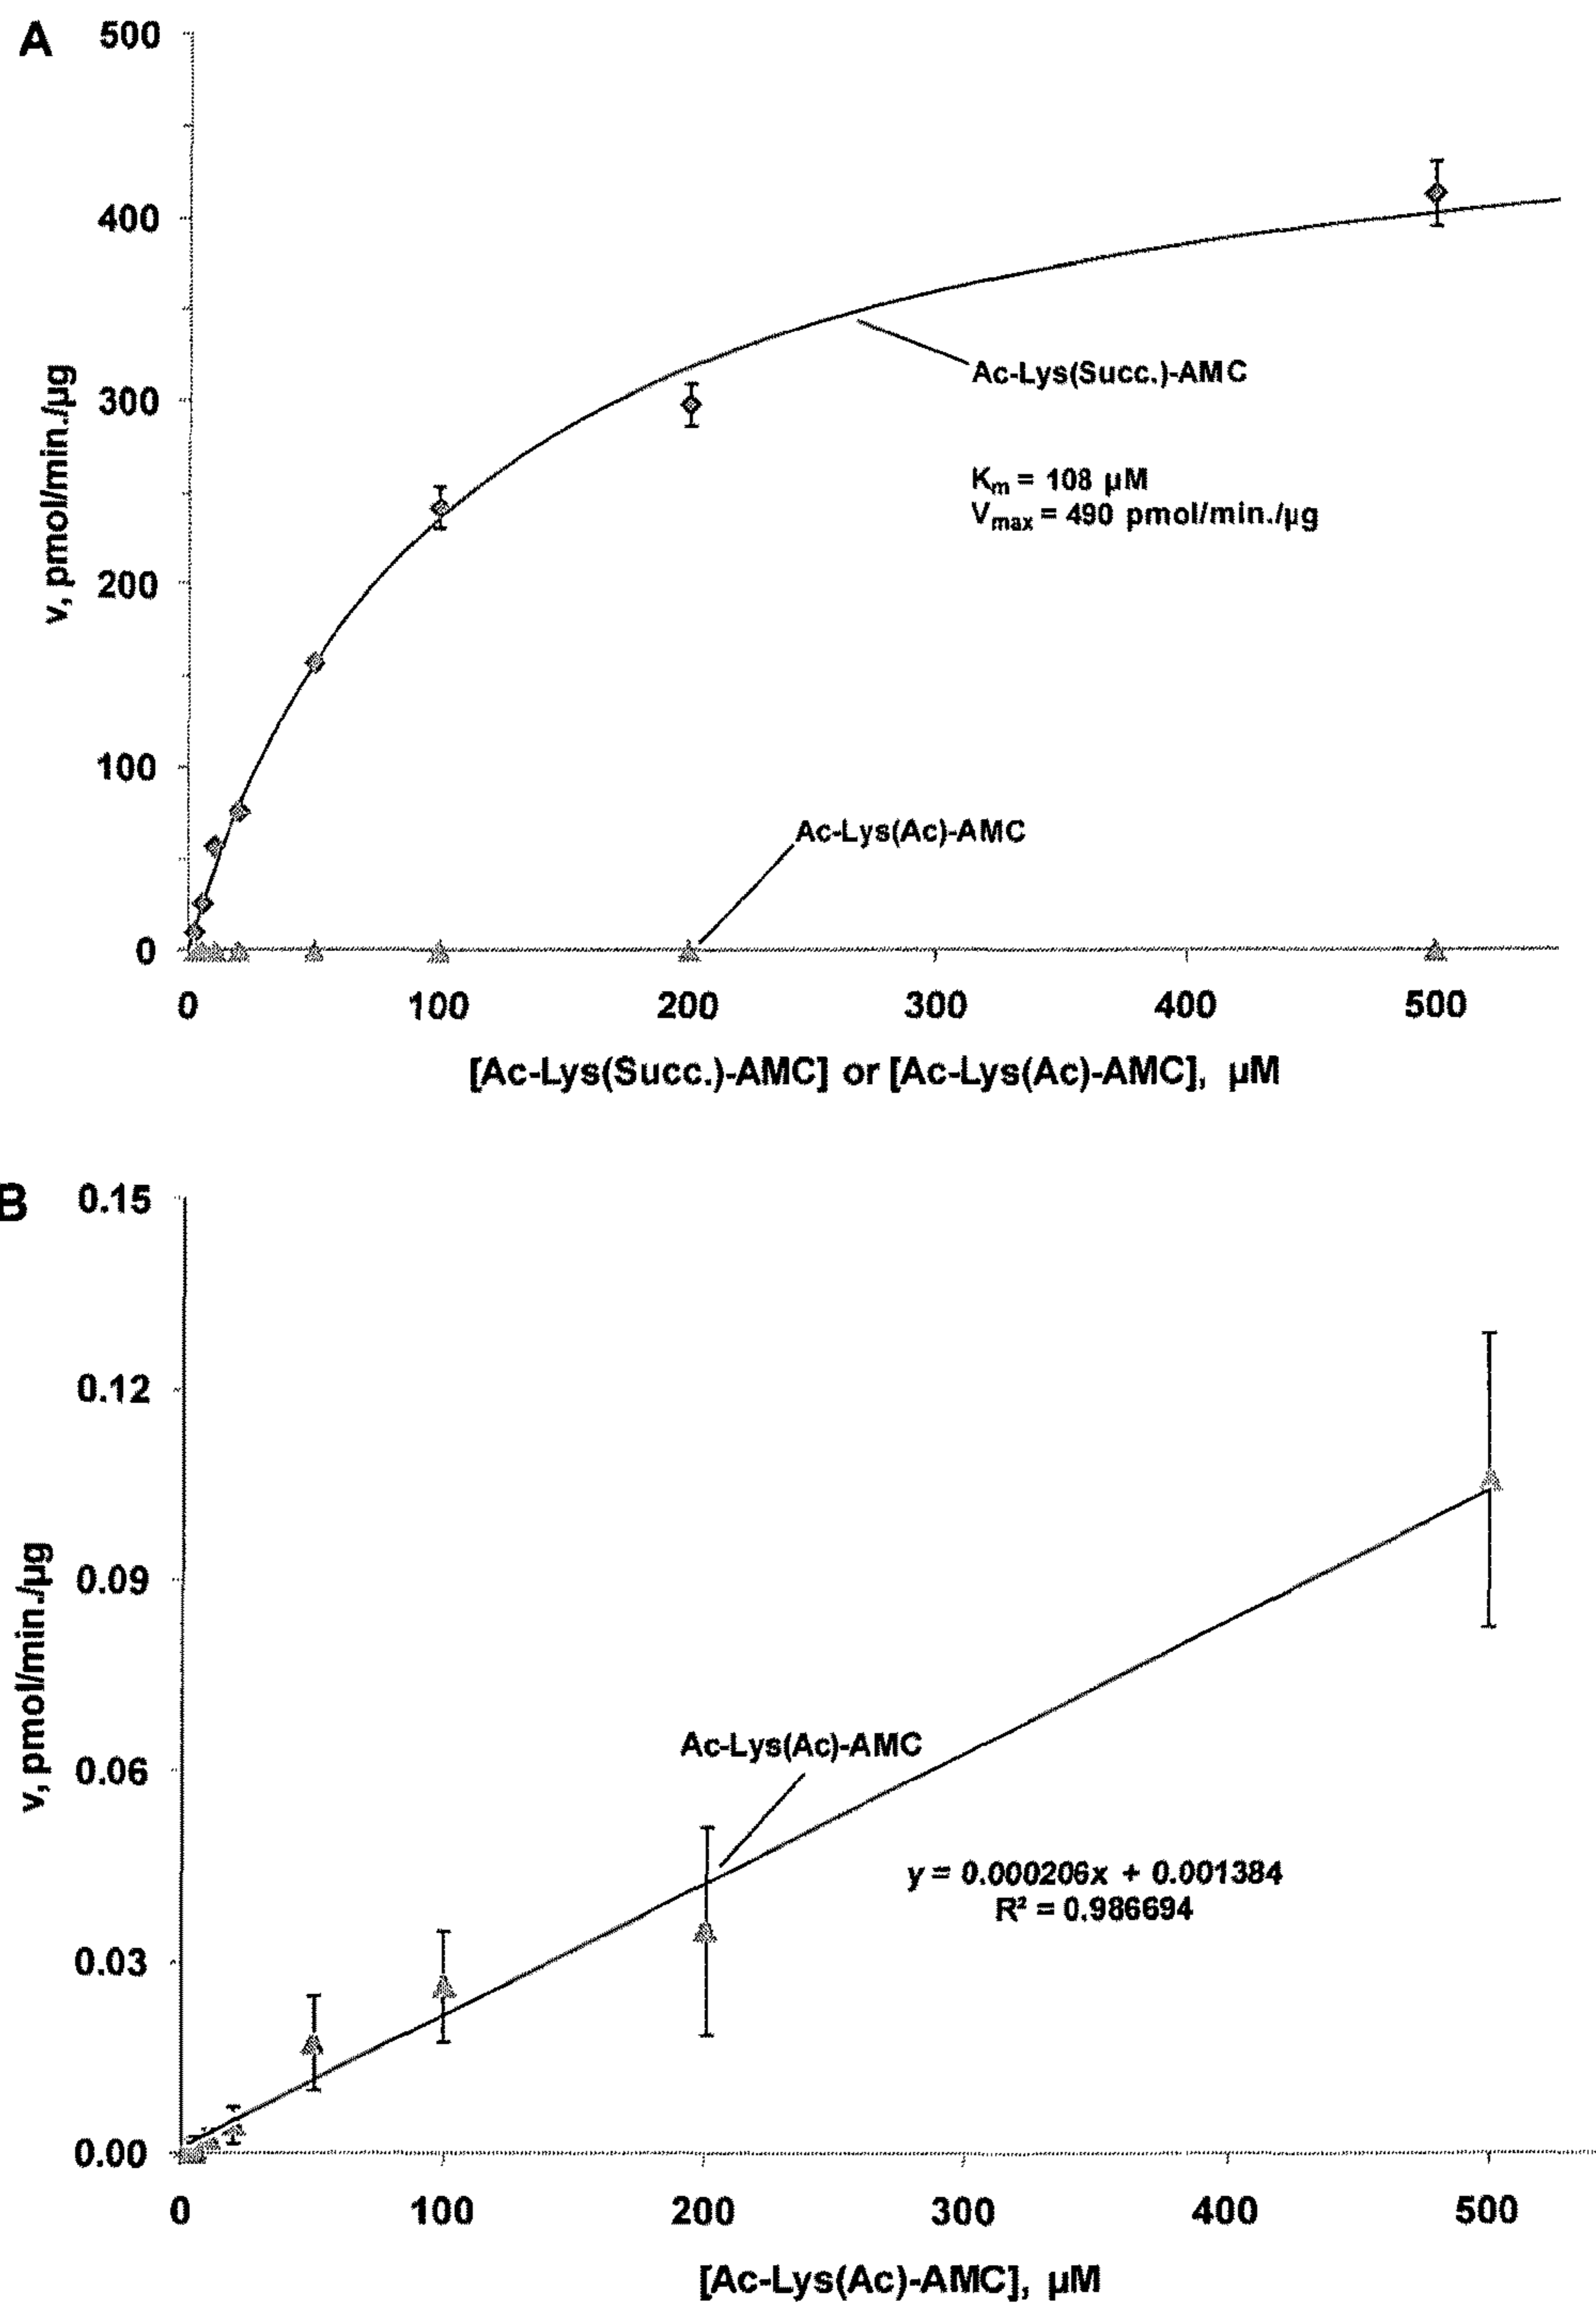 A
500
400
300
200
100
0
v, pmol/min./µg
Ac-Lys(Succ.)-AMC
Km = 108 µM
Vmax = 490 pmol/min./µg
Ac-Lys(Ac)-AMC
0 100 200 300 400 500
[Ac-Lys(Succ.)-AMC] or [Ac-Lys(Ac)-AMC], µM
B
0.15
0.12
0.09
0.06
0.03
0.00
v, pmol/min./µg
Ac-Lys(Ac)-AMC
y = 0.000206x + 0.001384
R² = 0.986694
0 100 200 300 400 500
[Ac-Lys(Ac)-AMC], µM